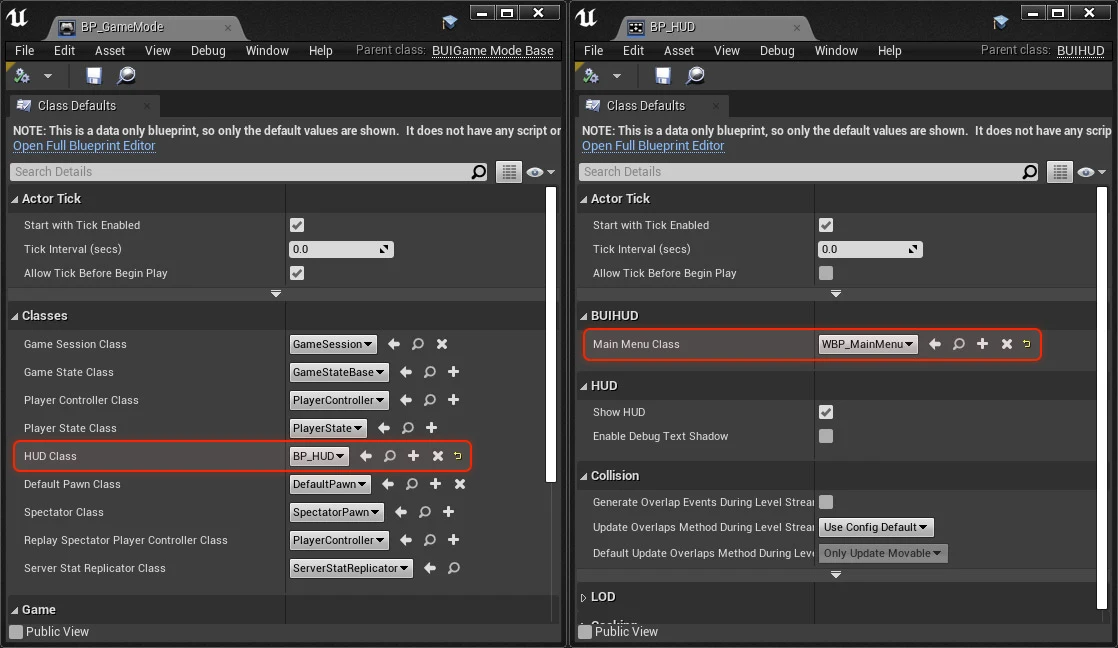 BP_GameMode
File Edit Asset View Debug Window Help Parent class: BUIGame Mode Base
Class Defaults
NOTE: This is a data only blueprint, so only the default values are shown. It does not have any script or
Open Full Blueprint Editor
Search Details
Actor Tick
Start with Tick Enabled
Tick Interval (secs) 0.0
Allow Tick Before Begin Play
Classes
Game Session Class GameSession
Game State Class GameStateBase
Player Controller Class PlayerController
Player State Class PlayerState
HUD Class BP_HUD
Default Pawn Class DefaultPawn
Spectator Class SpectatorPawn
Replay Spectator Player Controller Class PlayerController
Server Stat Replicator Class ServerStatReplicator
Game
Public View
BP_HUD
File Edit Asset View Debug Window Help Parent class: BUIHUD
Class Defaults
NOTE: This is a data only blueprint, so only the default values are shown. It does not have any scrip
Open Full Blueprint Editor
Search Details
Actor Tick
Start with Tick Enabled
Tick Interval (secs) 0.0
Allow Tick Before Begin Play
BUIHUD
Main Menu Class WBP_MainMenu
HUD
Show HUD
Enable Debug Text Shadow
Collision
Generate Overlap Events During Level Strea
Update Overlaps Method During Level Strea Use Config Default
Default Update Overlaps Method During Leve Only Update Movable
LOD
Public View